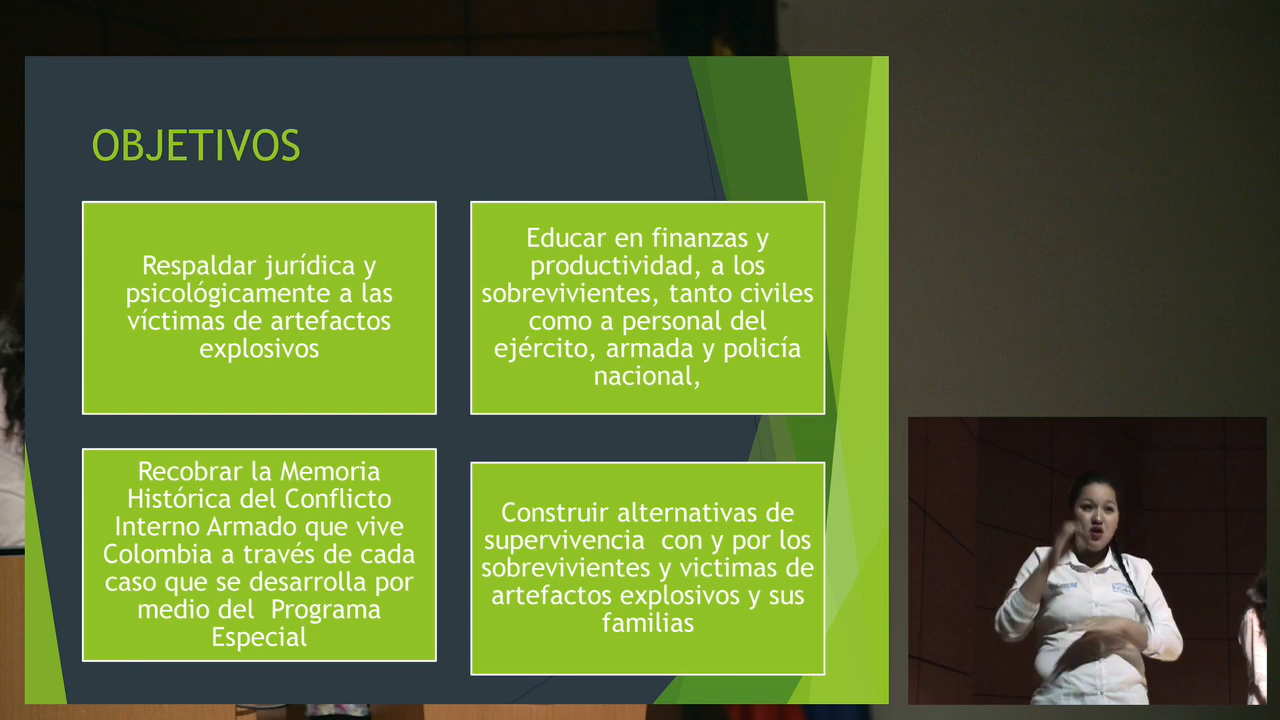 OBJETIVOS
Respaldar jurídica y
psicológicamente a las
víctimas de artefactos
explosivos
Educar en finanzas y
productividad, a los
sobrevivientes, tanto civiles
como a personal del
ejército, armada y policía
nacional,
Recobrar la Memoria
Histórica del Conflicto
Interno Armado que vive
Colombia a través de cada
caso que se desarrolla por
medio del  Programa
Especial
Construir alternativas de
supervivencia  con y por los
sobrevivientes y victimas de
artefactos explosivos y sus
familias